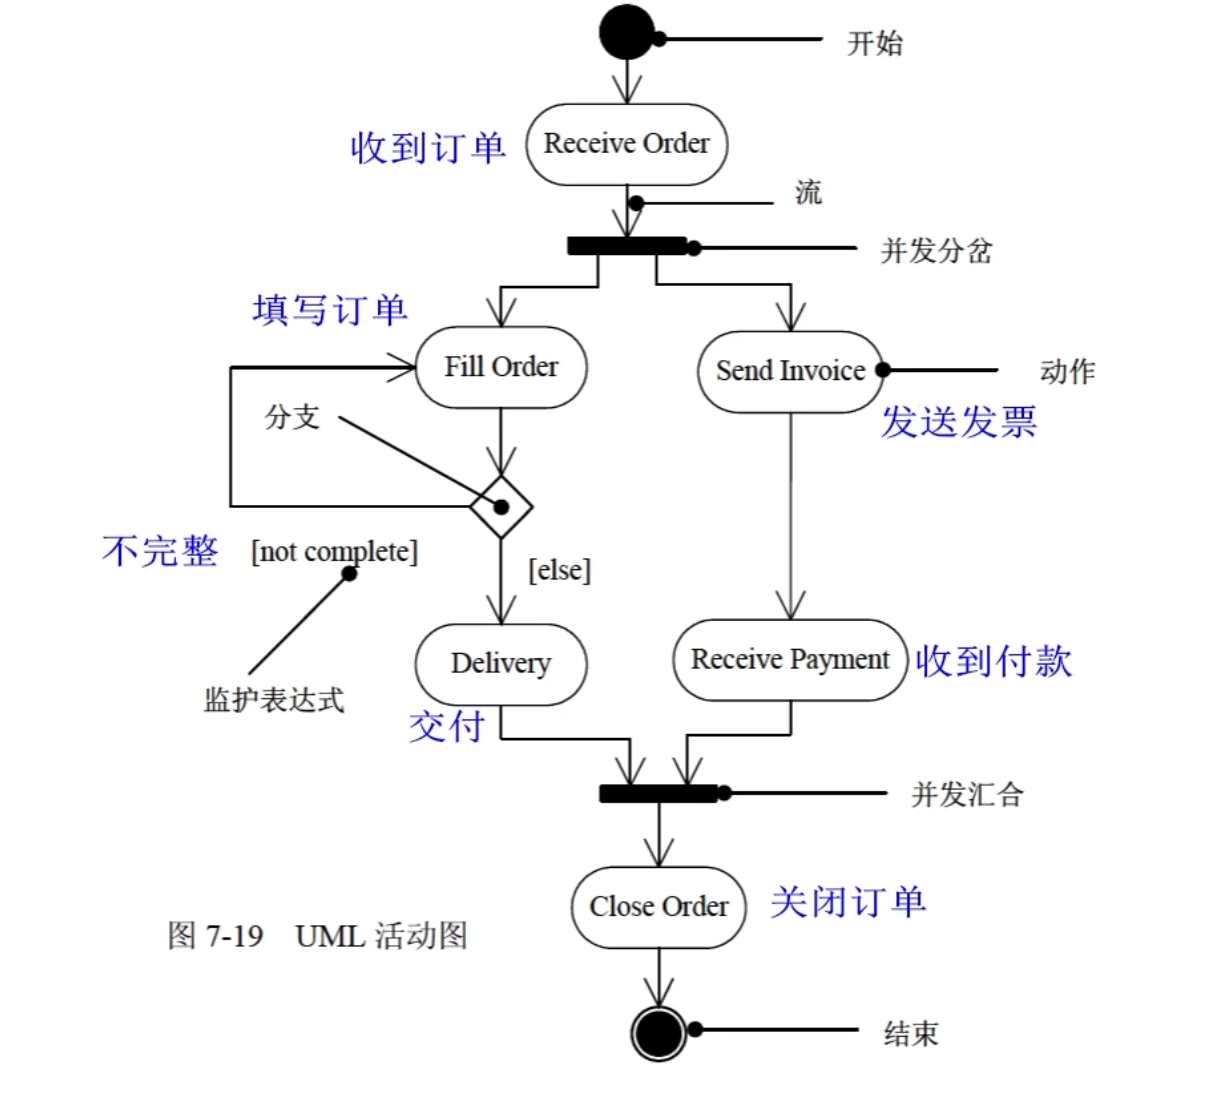 开始
收到订单
Receive Order
流
并发分岔
填写订单
Fill Order
Send Invoice
动作
分支
发送发票
不完整
[not complete]
[else]
Delivery
Receive Payment
收到付款
监护表达式
交付
并发汇合
Close Order
关闭订单
图 7-19 UML 活动图
结束